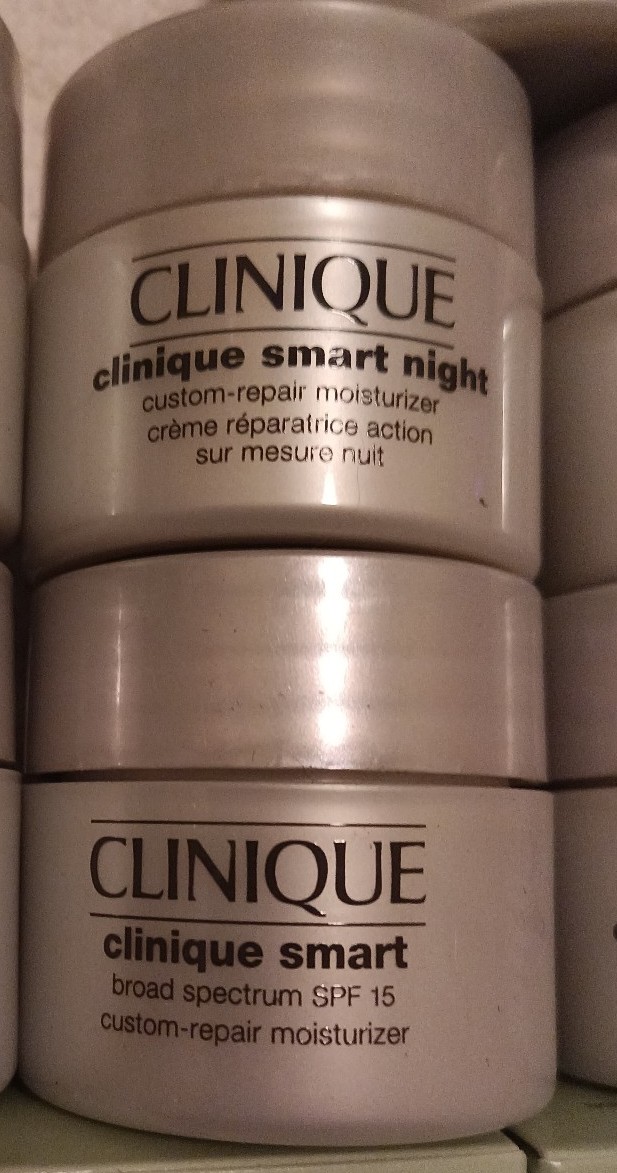 CLINIQUE
clinique smart night
custom-repair moisturizer
crème réparatrice action
sur mesure nuit
CLINIQUE
clinique smart
broad spectrum SPF 15
custom-repair moisturizer